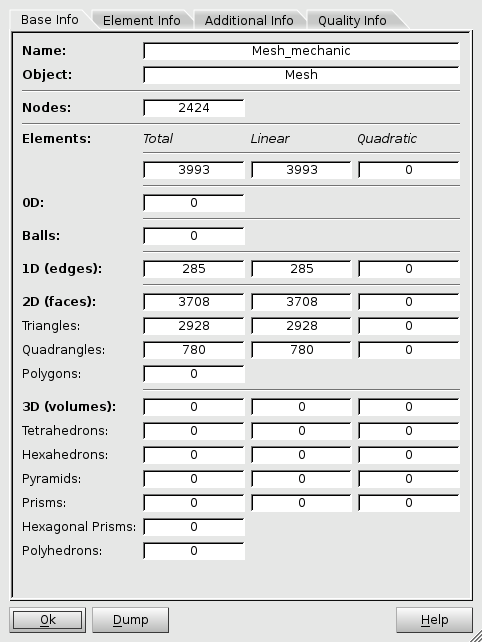 Base Info Element Info Additional Info Quality Info
Name: Mesh_mechanic
Object: Mesh
Nodes: 2424
Elements: Total Linear Quadratic
3993 3993 0
0D: 0
Balls: 0
1D (edges): 285 285 0
2D (faces): 3708 3708 0
Triangles: 2928 2928 0
Quadrangles: 780 780 0
Polygons: 0
3D (volumes): 0 0 0
Tetrahedrons: 0 0 0
Hexahedrons: 0 0 0
Pyramids: 0 0 0
Prisms: 0 0 0
Hexagonal Prisms: 0
Polyhedrons: 0
Ok Dump Help